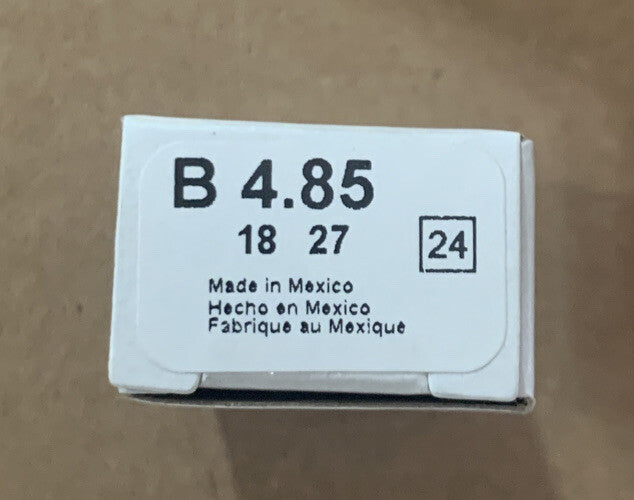 B 4.85
18 27
24
Made in Mexico
Hecho en Mexico
Fabrique au Mexique